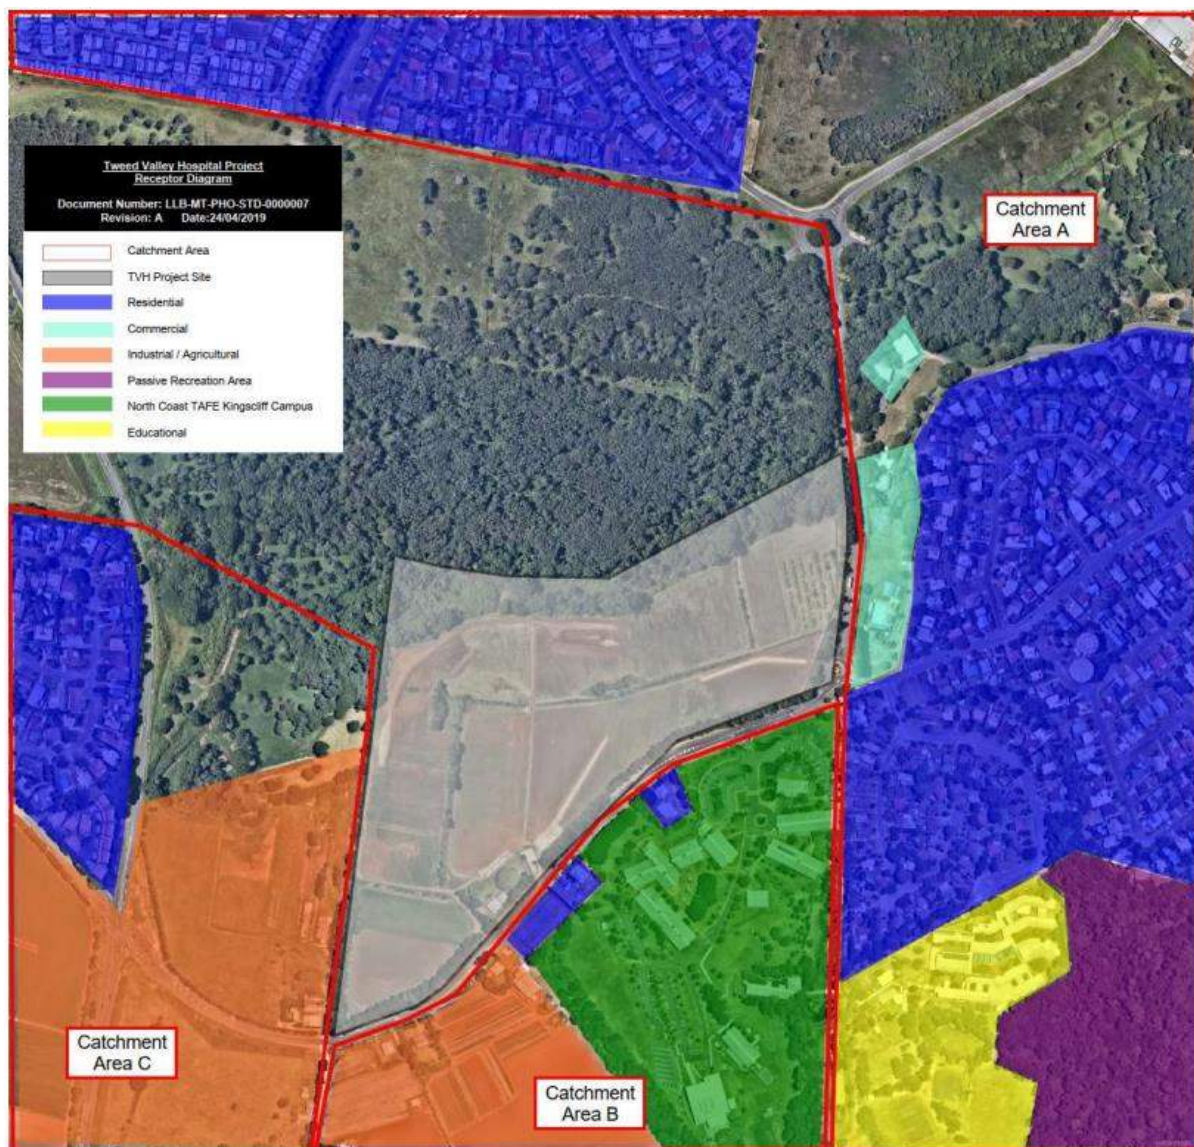 Tweed Valley Hospital Project
Receptor Diagram
Document Number: LLB-MT-PHO-STD-0000007
Revision: A Date:24/04/2019
Catchment Area
TVH Project Site
Residential
Commercial
Industrial / Agricultural
Passive Recreation Area
North Coast TAFE Kingscliff Campus
Educational
Catchment
Area A
Catchment
Area C
Catchment
Area B